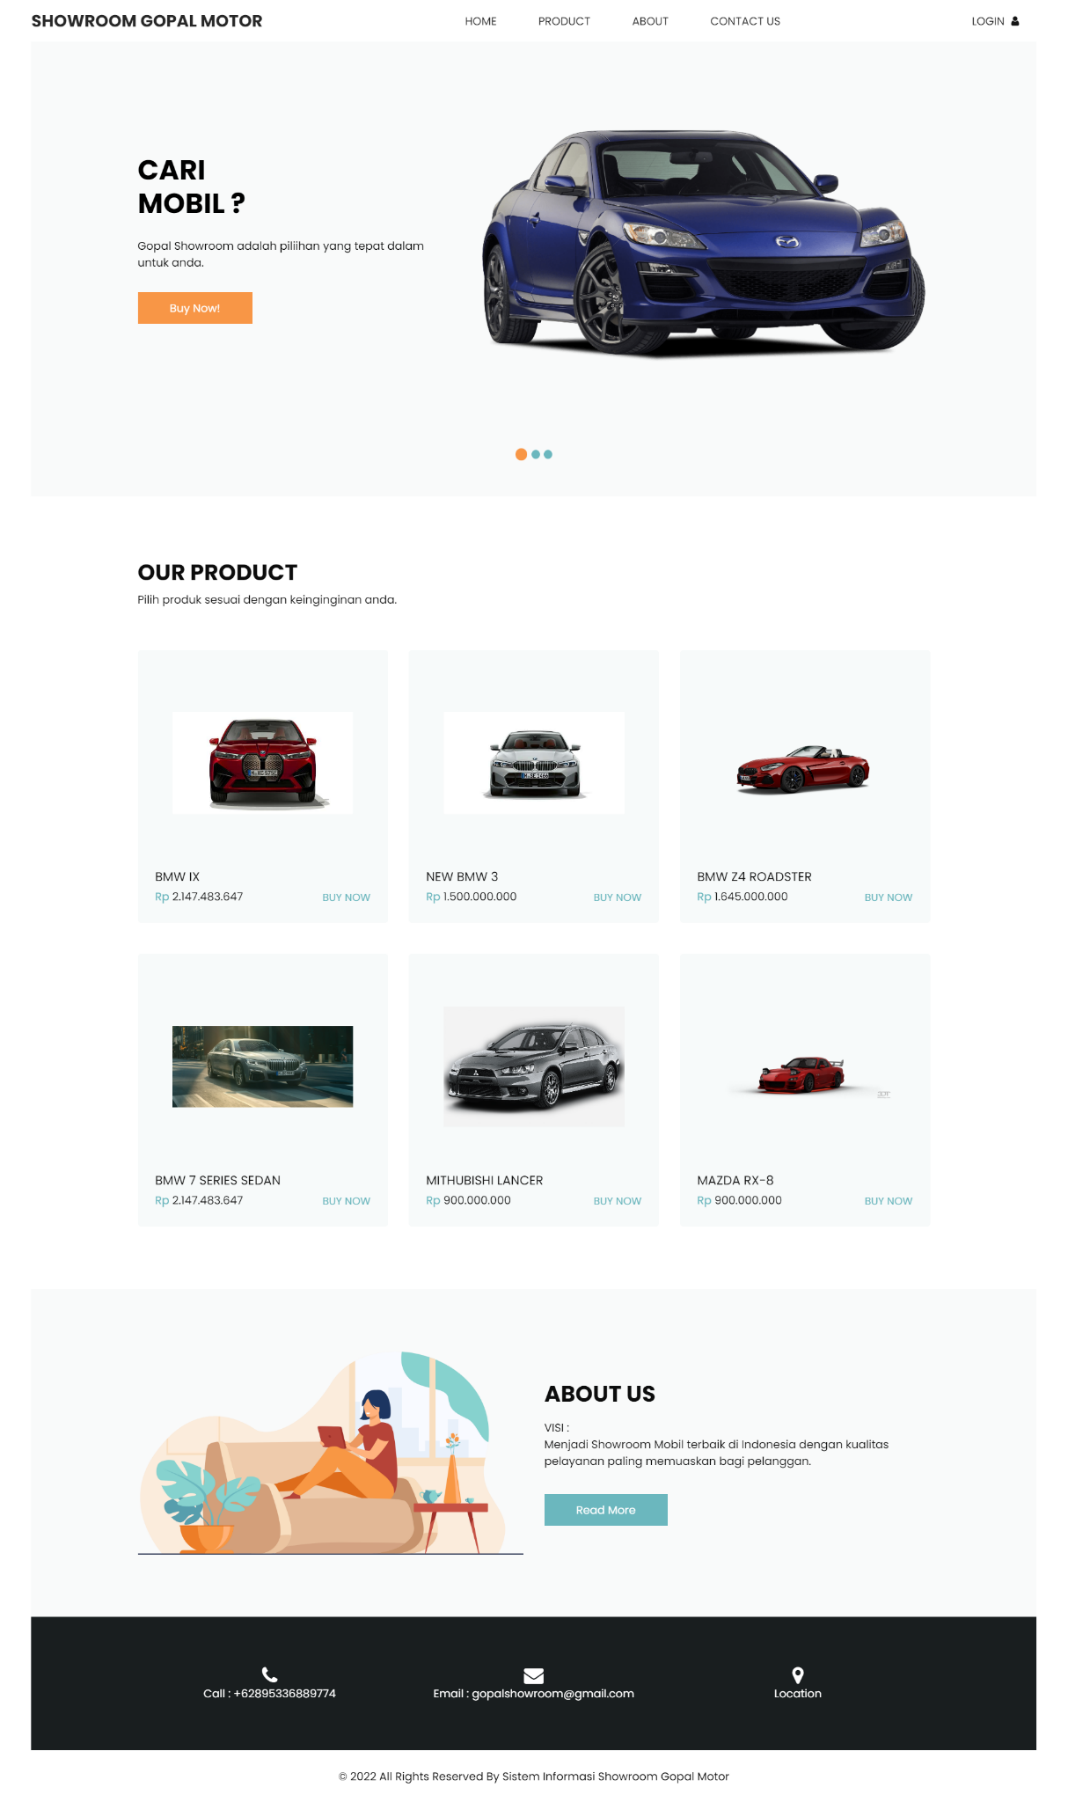 SHOWROOM GOPAL MOTOR
HOME
PRODUCT
ABOUT
CONTACT US
LOGIN
CARI
MOBIL ?
Gopal Showroom adalah piliihan yang tepat dalam
untuk anda.
Buy Now!
OUR PRODUCT
Pilih produk sesuai dengan keinginginan anda.
BMW IX
Rp 2.147.483.647
BUY NOW
NEW BMW 3
Rp 1.500.000.000
BUY NOW
BMW Z4 ROADSTER
Rp 1.645.000.000
BUY NOW
BMW 7 SERIES SEDAN
Rp 2.147.483.647
BUY NOW
MITHUBISHI LANCER
Rp 900.000.000
BUY NOW
MAZDA RX-8
Rp 900.000.000
BUY NOW
ABOUT US
VISI :
Menjadi Showroom Mobil terbaik di Indonesia dengan kualitas
pelayanan paling memuaskan bagi pelanggan.
Read More
Call : +62895336889774
Email : gopalshowroom@gmail.com
Location
© 2022 All Rights Reserved By Sistem Informasi Showroom Gopal Motor